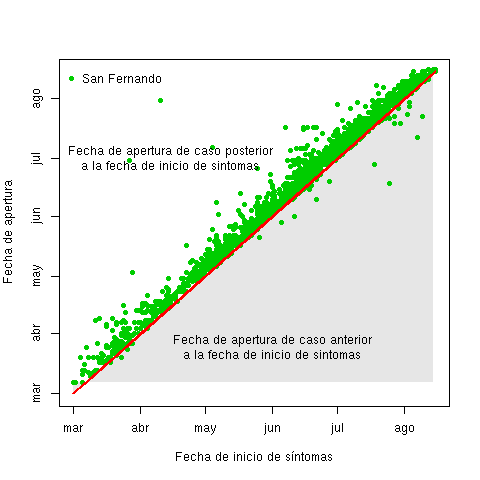 San Fernando
Fecha de apertura de caso posterior
a la fecha de inicio de sintomas
Fecha de apertura de caso anterior
a la fecha de inicio de sintomas
Fecha de apertura
ago
jul
jun
may
abr
mar
mar abr may jun jul ago
Fecha de inicio de síntomas